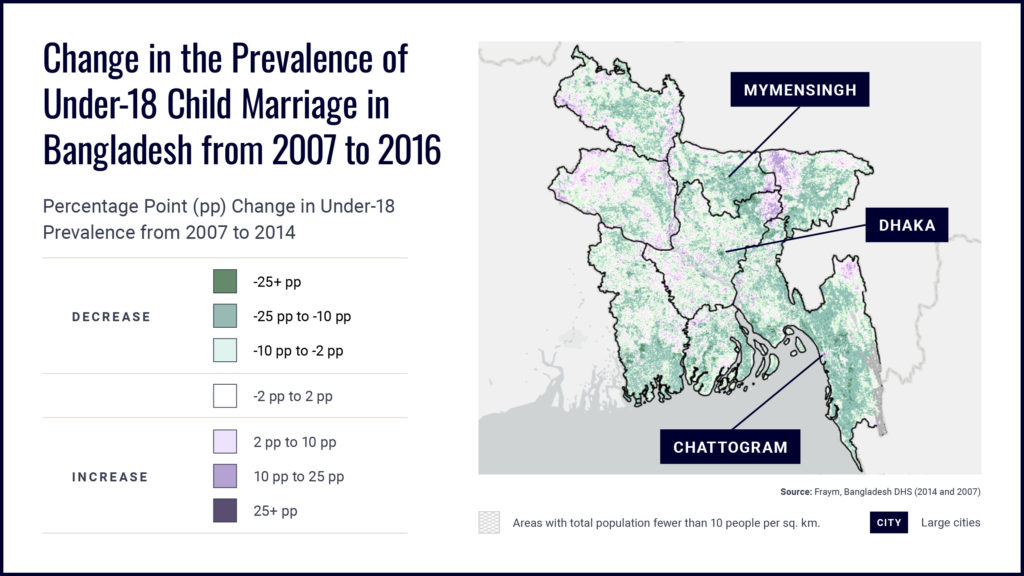 Change in the Prevalence of
Under-18 Child Marriage in
Bangladesh from 2007 to 2016
Percentage Point (pp) Change in Under-18
Prevalence from 2007 to 2014
DECREASE
-25+ pp
-25 pp to -10 pp
-10 pp to -2 pp
-2 pp to 2 pp
INCREASE
2 pp to 10 pp
10 pp to 25 pp
25+ pp
MYMENSINGH
DHAKA
CHATTOGRAM
Source: Fraym, Bangladesh DHS (2014 and 2007)
Areas with total population fewer than 10 people per sq. km.
CITY Large cities